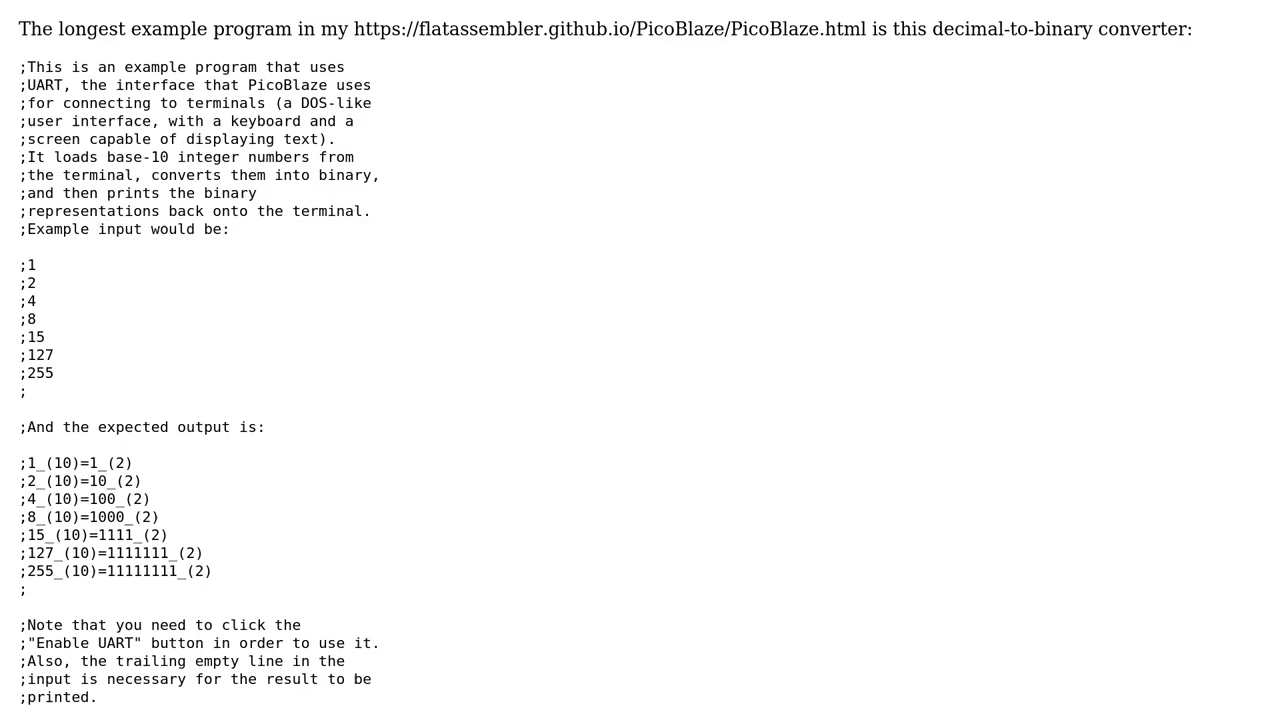 The longest example program in my https://flatassembler.github.io/PicoBlaze/PicoBlaze.html is this decimal-to-binary converter:
;This is an example program that uses
;UART, the interface that PicoBlaze uses
;for connecting to terminals (a DOS-like
;user interface, with a keyboard and a
;screen capable of displaying text).
;It loads base-10 integer numbers from
;the terminal, converts them into binary,
;and then prints the binary
;representations back onto the terminal.
;Example input would be:
;1
;2
;4
;8
;15
;127
;255
;
;And the expected output is:
;1_(10)=1_(2)
;2_(10)=10_(2)
;4_(10)=100_(2)
;8_(10)=1000_(2)
;15_(10)=1111_(2)
;127_(10)=1111111_(2)
;255_(10)=11111111_(2)
;
;Note that you need to click the
;"Enable UART" button in order to use it.
;Also, the trailing empty line in the
;input is necessary for the result to be
;printed.